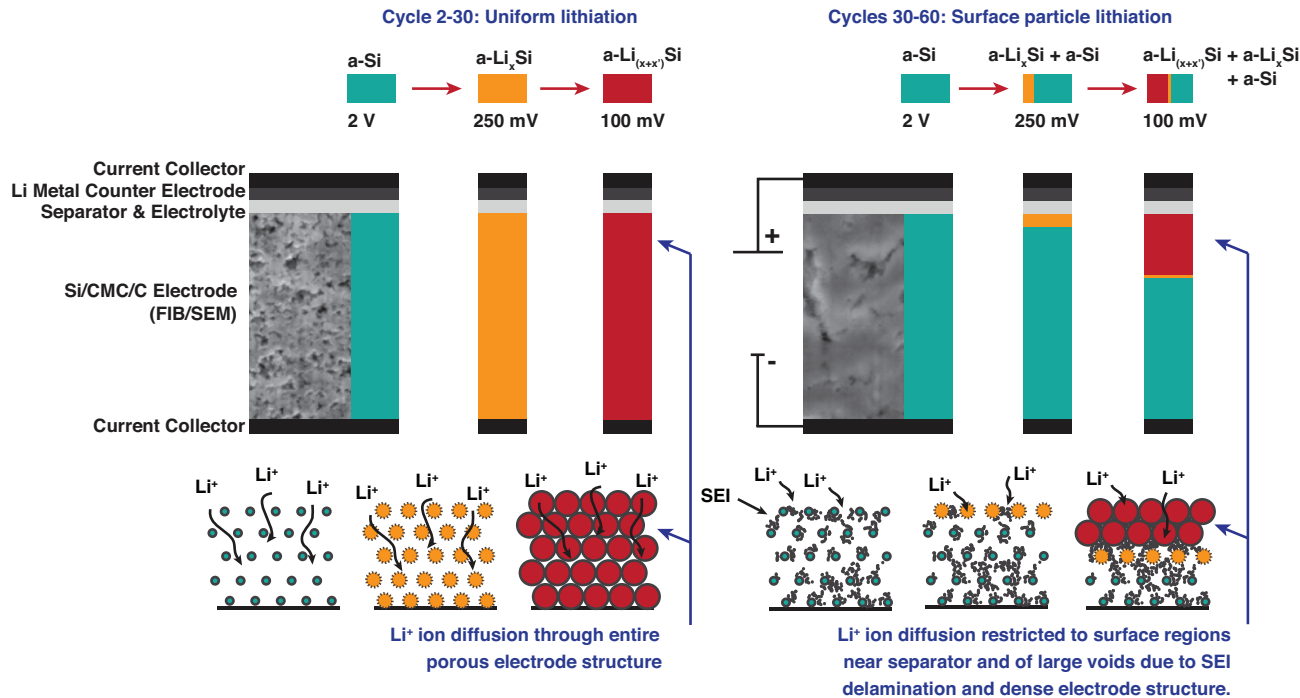 Cycle 2-30: Uniform lithiation
a-Si
a-LiₓSi
a-Li₍ₓ₊ₓ'₎Si
2 V
250 mV
100 mV
Cycles 30-60: Surface particle lithiation
a-Si
a-LiₓSi + a-Si
a-Li₍ₓ₊ₓ'₎Si + a-LiₓSi
+ a-Si
2 V
250 mV
100 mV
Current Collector
Li Metal Counter Electrode
Separator & Electrolyte
Si/CMC/C Electrode
(FIB/SEM)
Current Collector
+
-
Li⁺
Li⁺
Li⁺
Li⁺
Li⁺
Li⁺
Li⁺
Li⁺
Li⁺
SEI
Li⁺
Li⁺
Li⁺
Li⁺
Li⁺
Li⁺
Li⁺ ion diffusion through entire
porous electrode structure
Li⁺ ion diffusion restricted to surface regions
near separator and of large voids due to SEI
delamination and dense electrode structure.